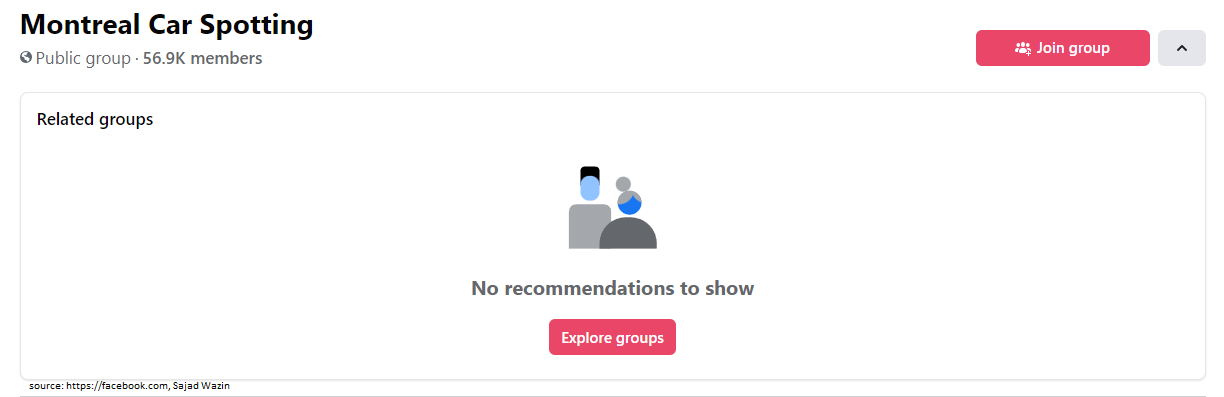 Montreal Car Spotting
Public group · 56.9K members
Join group
Related groups
No recommendations to show
Explore groups
source: https://facebook.com, Sajad Wazin